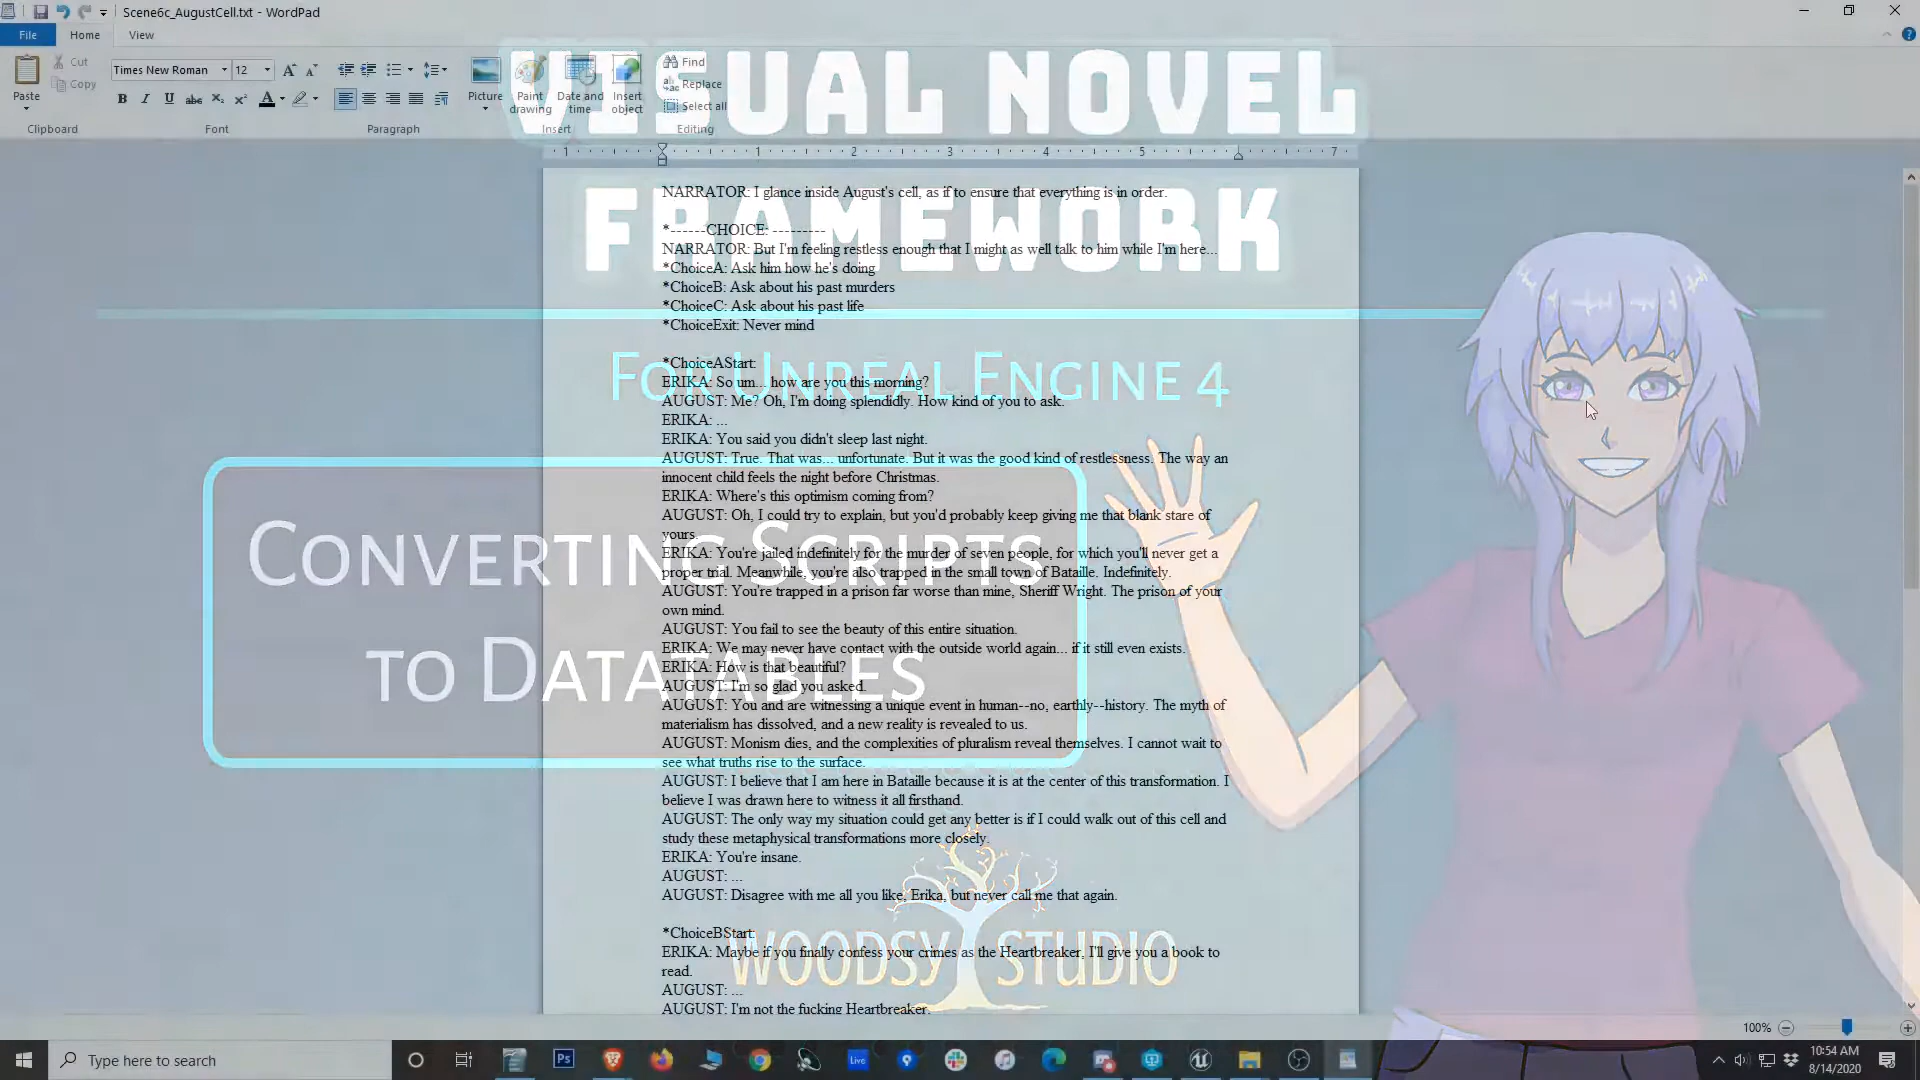 Scene6c_AugustCell.txt - WordPad
File
Home
View
Paste
Cut
Copy
Clipboard
Times New Roman
12
Font
Paragraph
Picture
Paint drawing
Date and time
Insert object
Insert
Find
Replace
Select all
Editing
VISUAL NOVEL
FRAMEWORK
FOR UNREAL ENGINE 4
CONVERTING SCRIPTS
TO DATATABLES
1 1 2 3 4 5 7
NARRATOR: I glance inside August's cell, as if to ensure that everything is in order.
*------CHOICE: ---------
NARRATOR: But I'm feeling restless enough that I might as well talk to him while I'm here...
*ChoiceA: Ask him how he's doing
*ChoiceB: Ask about his past murders
*ChoiceC: Ask about his past life
*ChoiceExit: Never mind
*ChoiceAStart:
ERIKA: So um... how are you this morning?
AUGUST: Me? Oh, I'm doing splendidly. How kind of you to ask.
ERIKA: ...
ERIKA: You said you didn't sleep last night.
AUGUST: True. That was... unfortunate. But it was the good kind of restlessness. The way an
innocent child feels the night before Christmas.
ERIKA: Where's this optimism coming from?
AUGUST: Oh, I could try to explain, but you'd probably keep giving me that blank stare of
yours.
ERIKA: You're jailed indefinitely for the murder of seven people, for which you'll never get a
proper trial. Meanwhile, you're also trapped in the small town of Bataille. Indefinitely.
AUGUST: You're trapped in a prison far worse than mine, Sheriff Wright. The prison of your
own mind.
AUGUST: You fail to see the beauty of this entire situation.
ERIKA: We may never have contact with the outside world again... if it still even exists.
ERIKA: How is that beautiful?
AUGUST: I'm so glad you asked.
AUGUST: You and are witnessing a unique event in human--no, earthly--history. The myth of
materialism has dissolved, and a new reality is revealed to us.
AUGUST: Monism dies, and the complexities of pluralism reveal themselves. I cannot wait to
see what truths rise to the surface.
AUGUST: I believe that I am here in Bataille because it is at the center of this transformation. I
believe I was drawn here to witness it all firsthand.
AUGUST: The only way my situation could get any better is if I could walk out of this cell and
study these metaphysical transformations more closely.
ERIKA: You're insane.
AUGUST: ...
AUGUST: Disagree with me all you like, Erika, but never call me that again.
*ChoiceBStart:
ERIKA: Maybe if you finally confess your crimes as the Heartbreaker, I'll give you a book to
read.
AUGUST: ...
AUGUST: I'm not the fucking Heartbreaker.
WOODSY STUDIO
100%
Type here to search
Ps
Live
10:54 AM
8/14/2020